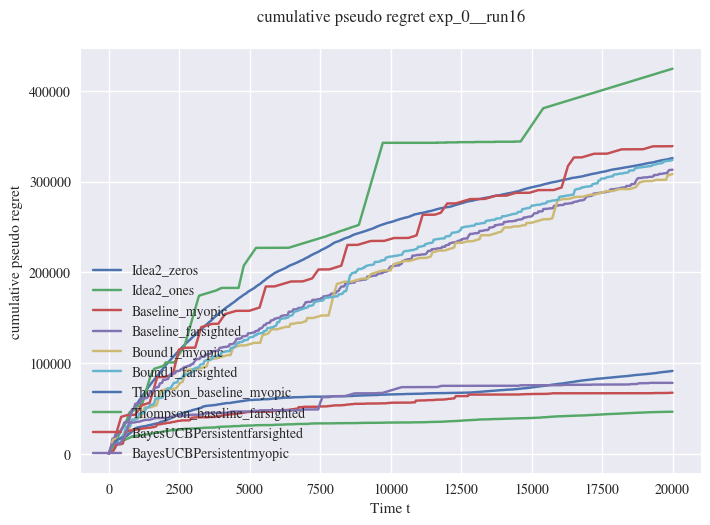 cumulative pseudo regret exp_0__run16
cumulative pseudo regret
400000
300000
200000
100000
0
Idea2_zeros
Idea2_ones
Baseline_myopic
Baseline_farsighted
Bound1_myopic
Bound1_farsighted
Thompson_baseline_myopic
Thompson_baseline_farsighted
BayesUCBPersistentfarsighted
BayesUCBPersistentmyopic
0 2500 5000 7500 10000 12500 15000 17500 20000
Time t